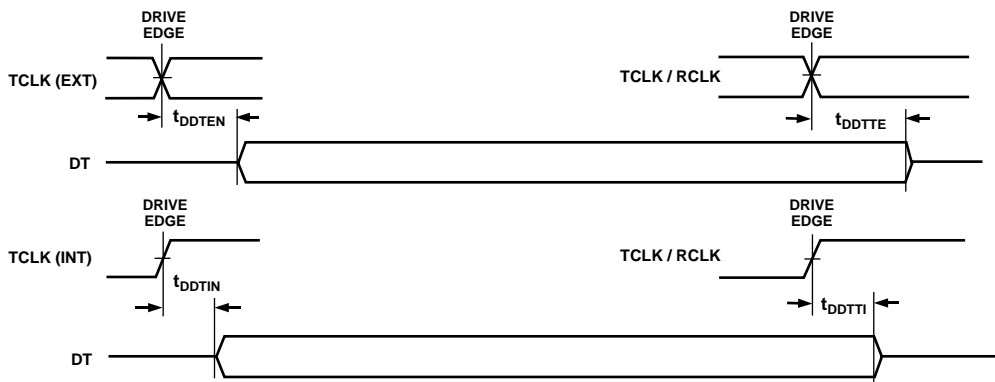 DRIVE
EDGE
DRIVE
EDGE
TCLK (EXT)
TCLK / RCLK
tDDTEN
tDDTTE
DT
DRIVE
EDGE
DRIVE
EDGE
TCLK (INT)
TCLK / RCLK
tDDTIN
tDDTTI
DT